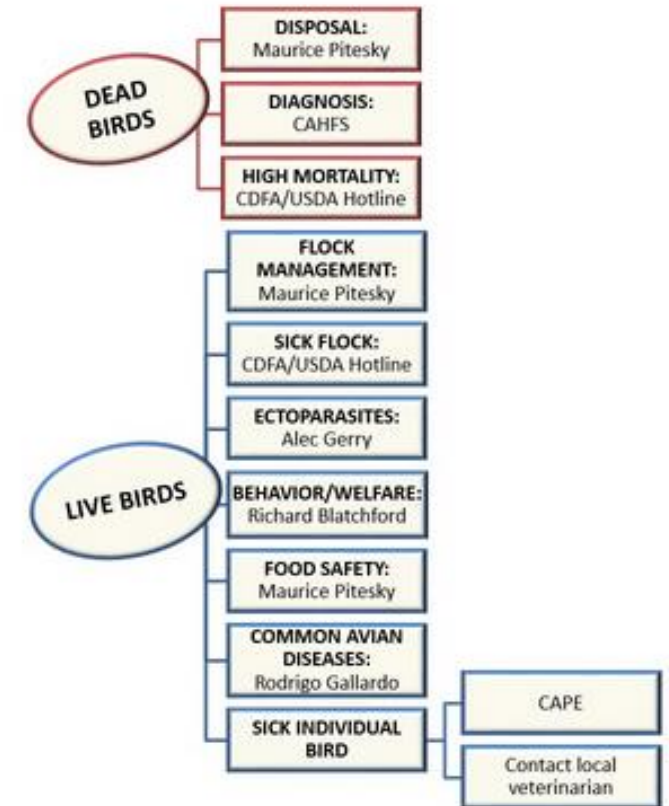 DEAD
BIRDS
DISPOSAL:
Maurice Pitesky
DIAGNOSIS:
CAHFS
HIGH MORTALITY:
CDFA/USDA Hotline
LIVE BIRDS
FLOCK
MANAGEMENT:
Maurice Pitesky
SICK FLOCK:
CDFA/USDA Hotline
ECTOPARASITES:
Alec Gerry
BEHAVIOR/WELFARE:
Richard Blatchford
FOOD SAFETY:
Maurice Pitesky
COMMON AVIAN
DISEASES:
Rodrigo Gallardo
SICK INDIVIDUAL
BIRD
CAPE
Contact local
veterinarian